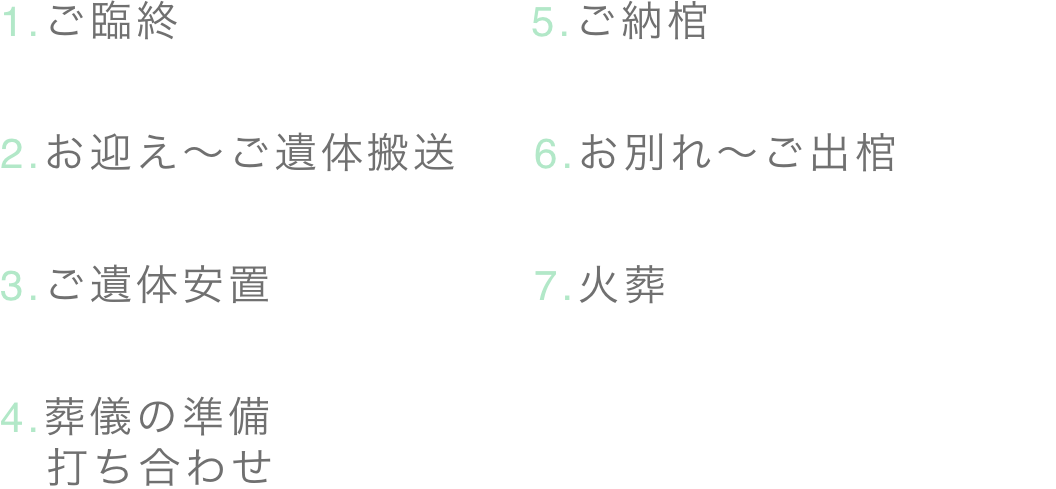 1.ご臨終
2.お迎え〜ご遺体搬送
3.ご遺体安置
4.葬儀の準備
打ち合わせ
5.ご納棺
6.お別れ〜ご出棺
7.火葬